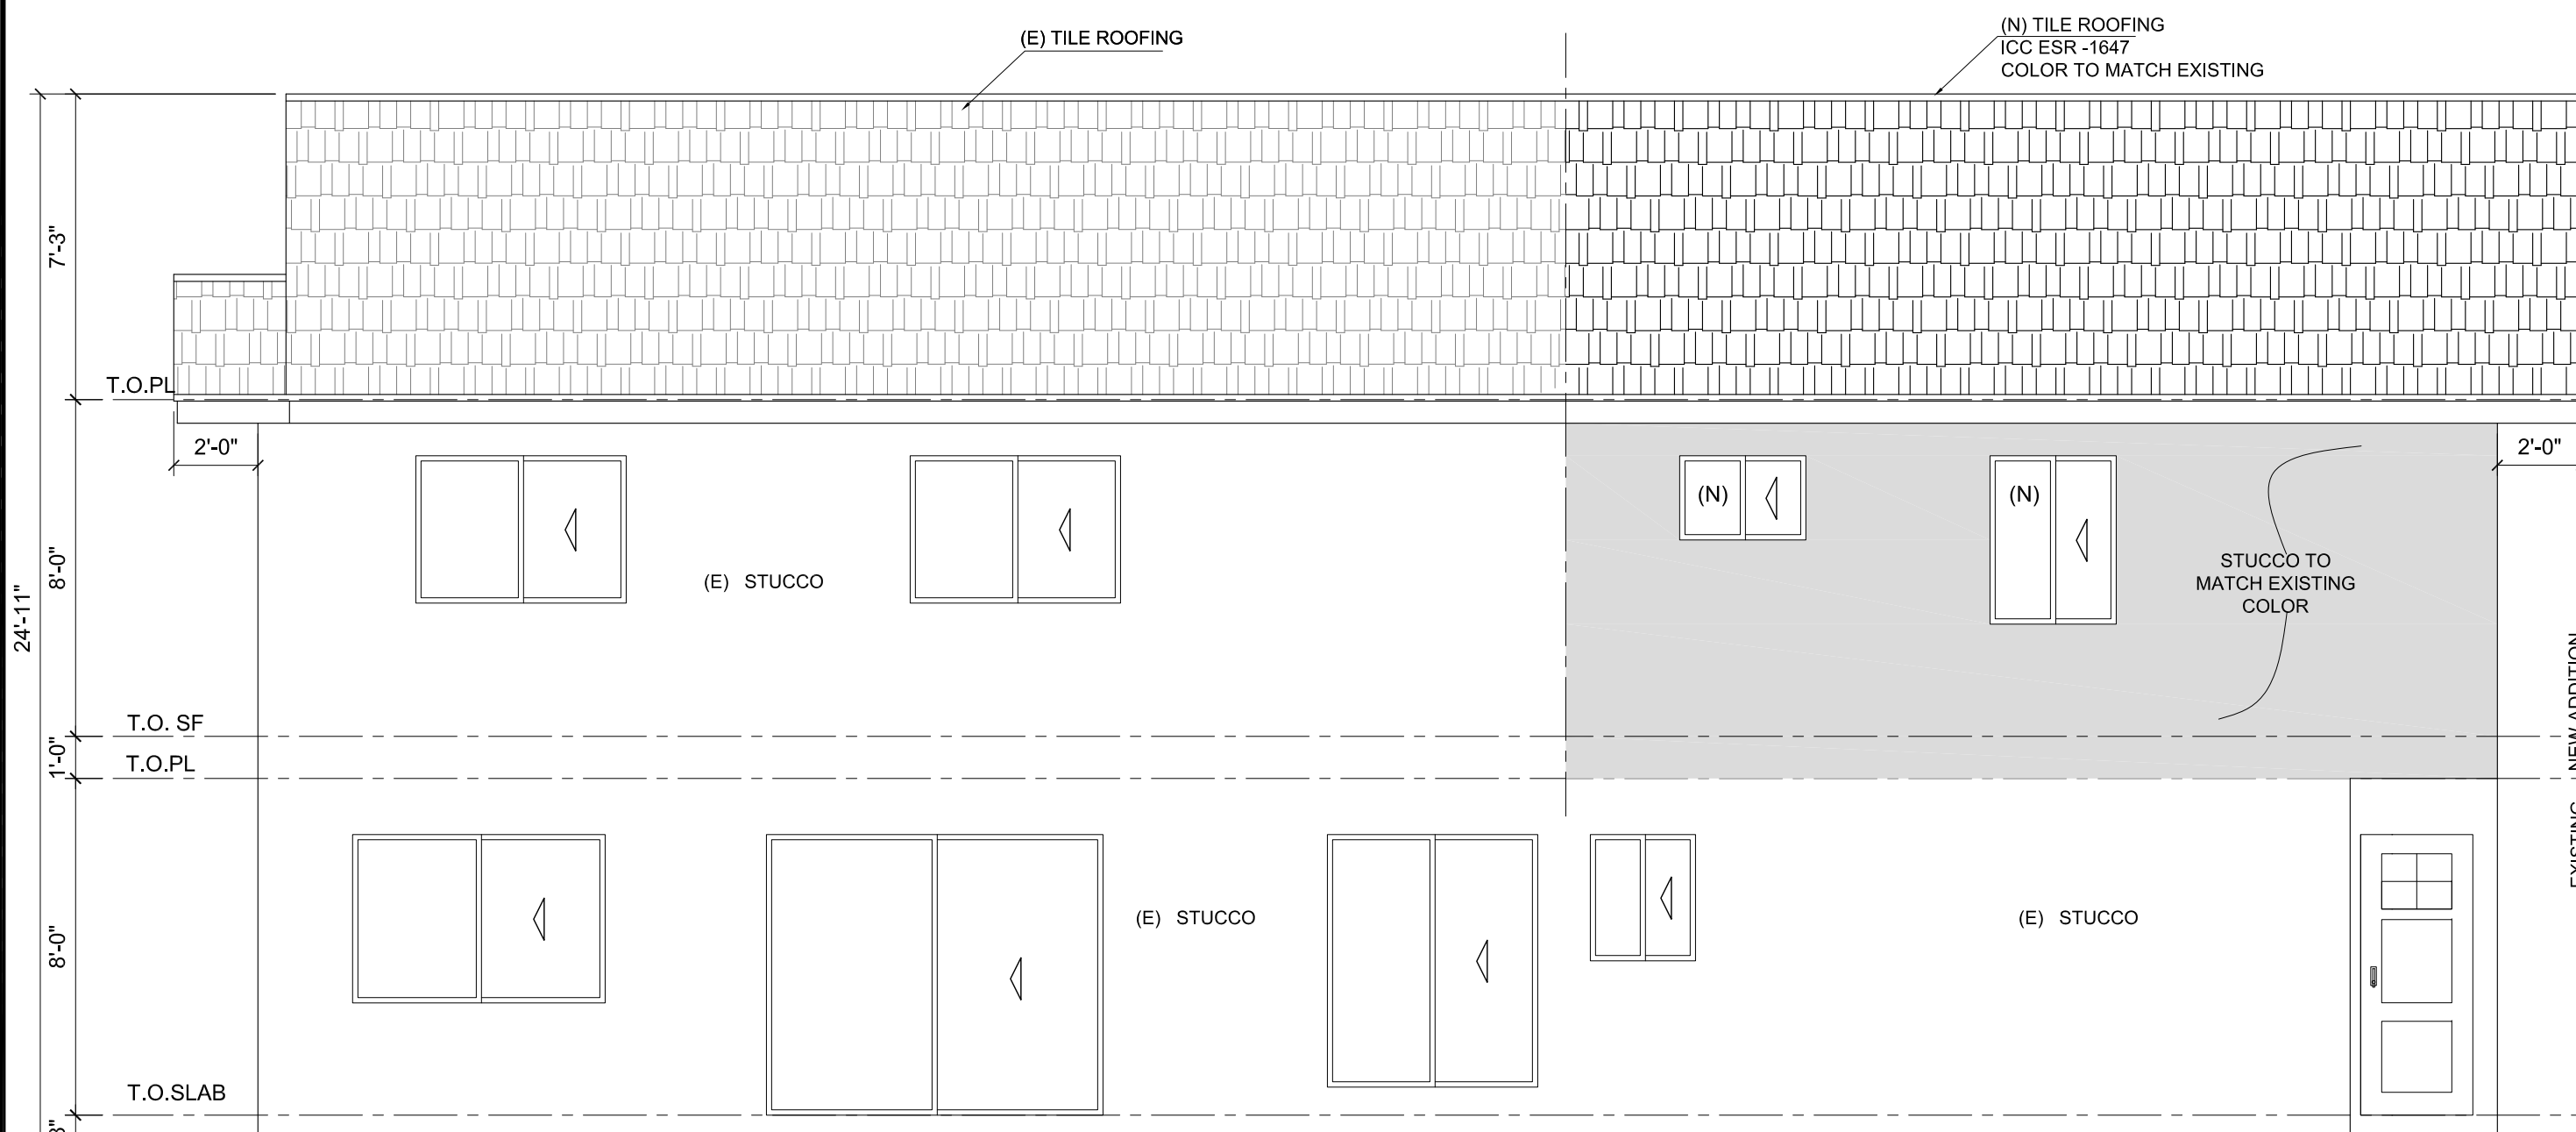 (E) TILE ROOFING
(N) TILE ROOFING
ICC ESR -1647
COLOR TO MATCH EXISTING
7'-3"
T.O.PL
2'-0"
2'-0"
(N)
(N)
8'-0"
24'-11"
(E) STUCCO
STUCCO TO
MATCH EXISTING
COLOR
NEW ADDITION
T.O. SF
1'-0"
T.O.PL
EXISTING
8'-0"
(E) STUCCO
(E) STUCCO
T.O.SLAB